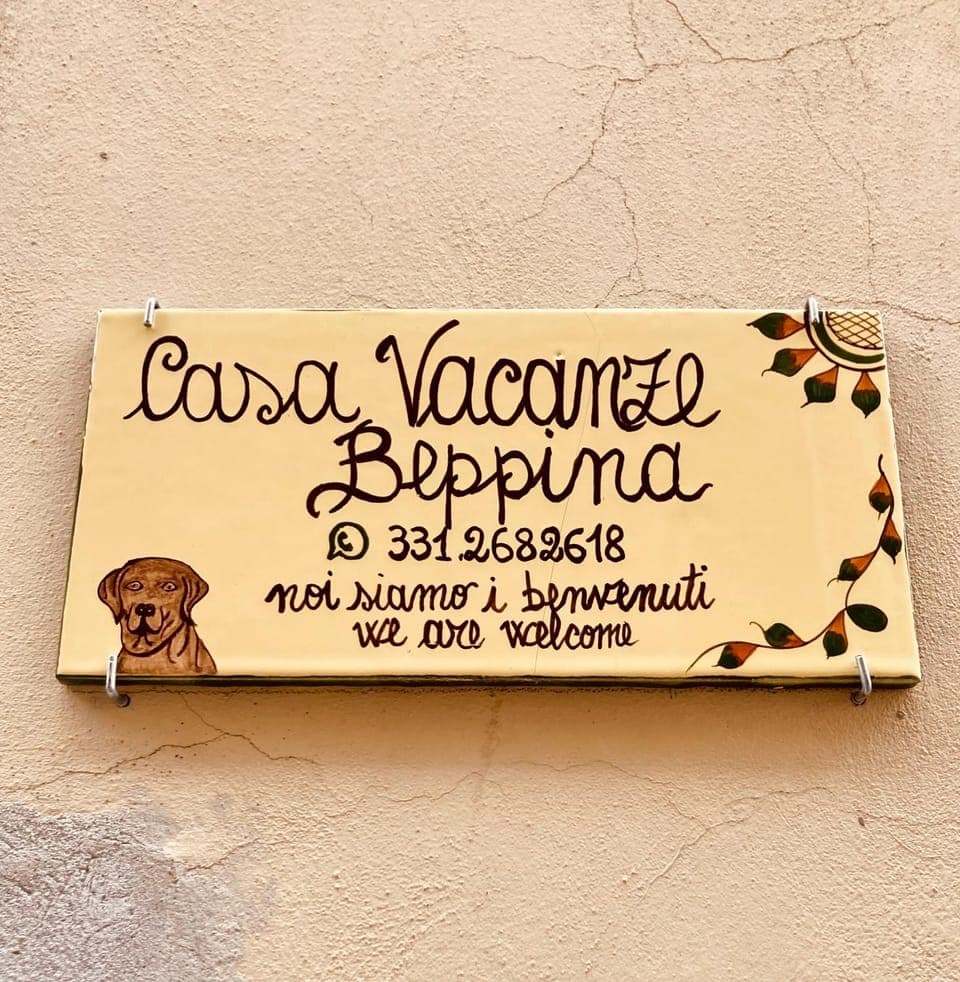 Casa Vacanze
Beppina
331.2682618
noi siamo i benvenuti
we are welcome